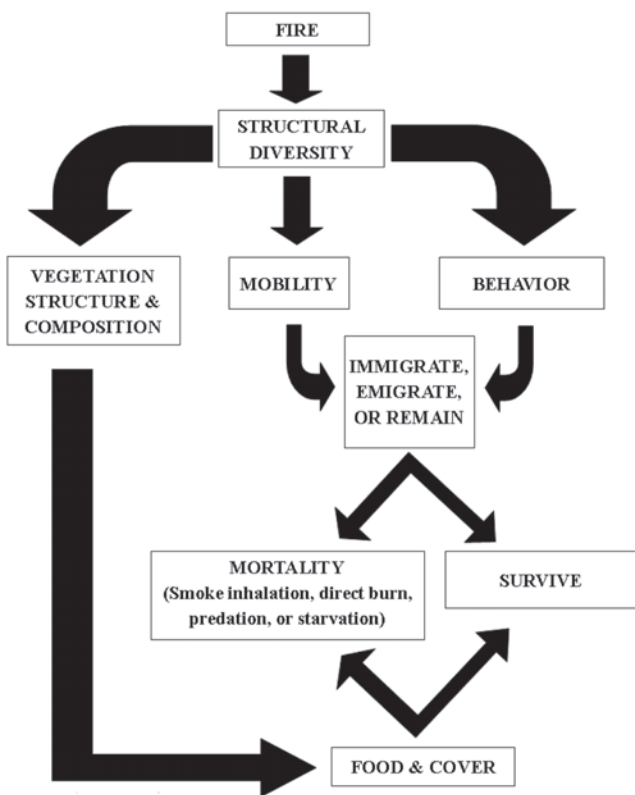 FIRE
STRUCTURAL
DIVERSITY
VEGETATION
STRUCTURE &
COMPOSITION
MOBILITY
BEHAVIOR
IMMIGRATE,
EMIGRATE,
OR REMAIN
MORTALITY
(Smoke inhalation, direct burn,
predation, or starvation)
SURVIVE
FOOD & COVER